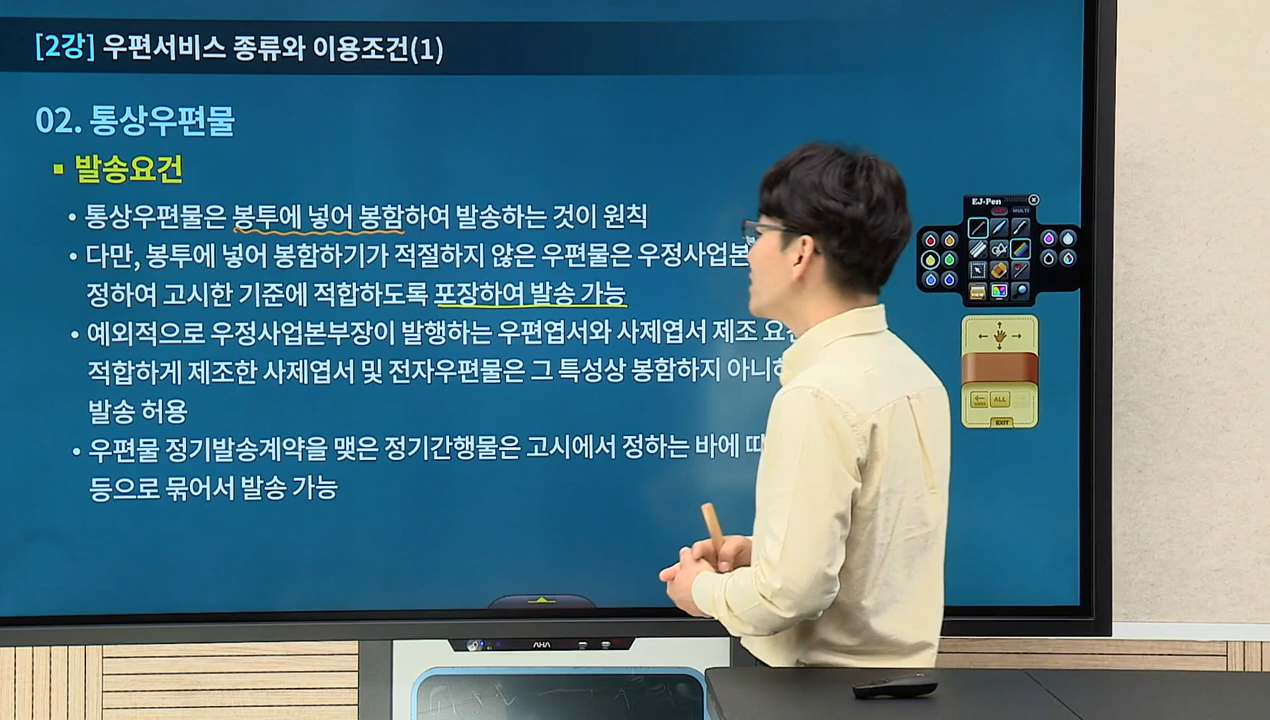 [2강] 우편서비스 종류와 이용조건(1)
02. 통상우편물
▪ 발송요건
• 통상우편물은 봉투에 넣어 봉함하여 발송하는 것이 원칙
• 다만, 봉투에 넣어 봉함하기가 적절하지 않은 우편물은 우정사업본
정하여 고시한 기준에 적합하도록 포장하여 발송 가능
• 예외적으로 우정사업본부장이 발행하는 우편엽서와 사제엽서 제조
적합하게 제조한 사제엽서 및 전자우편물은 그 특성상 봉함하지
발송 허용
• 우편물 정기발송계약을 맺은 정기간행물은 고시에서 정하는 바에
등으로 묶어서 발송 가능
EJ-Pen
MULTI
ALL
EXIT
AHA